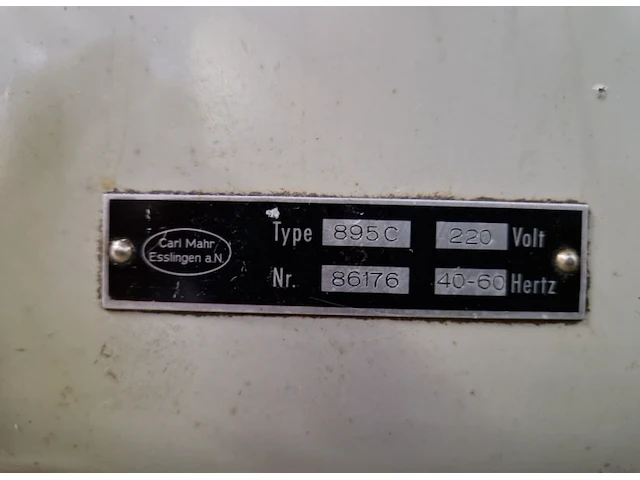 Carl Mahr
Esslingen a.N
Type 895C 220 Volt
Nr. 86176 40-60 Hertz